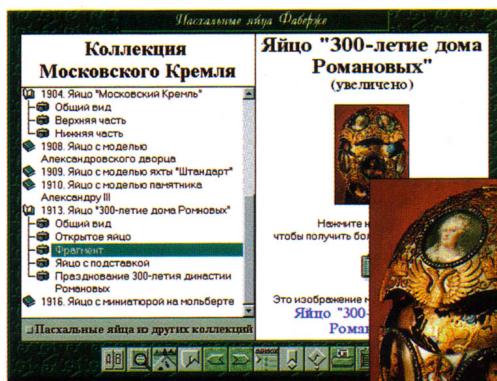 Пасхальные яйца Фаберже
Коллекция
Московского Кремля
1904. Яйцо "Московский Кремль"
Общий вид
Верхняя часть
Нижняя часть
1908. Яйцо с моделью
Александровского дворца
1909. Яйцо с моделью яхты "Штандарт"
1910. Яйцо с моделью памятника
Александру III
1913. Яйцо "300-летие дома Ромновых"
Общий вид
Открытое яйцо
Фрагмент
Яйцо с подставкой
Празднование 300-летия династии
Романовых
1916. Яйцо с миниатюрой на мольберте
Пасхальные яйца из других коллекций
Яйцо "300-летие дома
Романовых"
(увеличено)
Нажмите
чтобы получить
Это изображение
Яйцо "300-